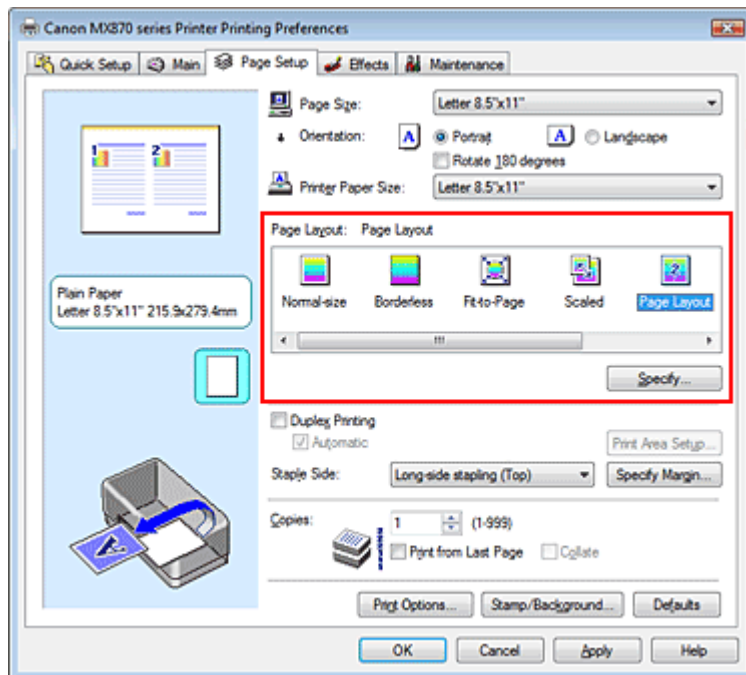 Canon MX870 series Printer Printing Preferences
Quick Setup Main Page Setup Effects Maintenance
Page Size: Letter 8.5"x11"
Orientation: A Portrait A Landscape
Rotate 180 degrees
Printer Paper Size: Letter 8.5"x11"
1 2
Page Layout: Page Layout
Normal-size Borderless Fit-to-Page Scaled Page Layout
Plain Paper
Letter 8.5"x11" 215.9x279.4mm
Specify...
Duplex Printing
Automatic
Print Area Setup...
Staple Side: Long-side stapling (Top) Specify Margin...
Copies: 1 (1-999)
Print from Last Page Collate
Print Options... Stamp/Background... Defaults
OK Cancel Apply Help